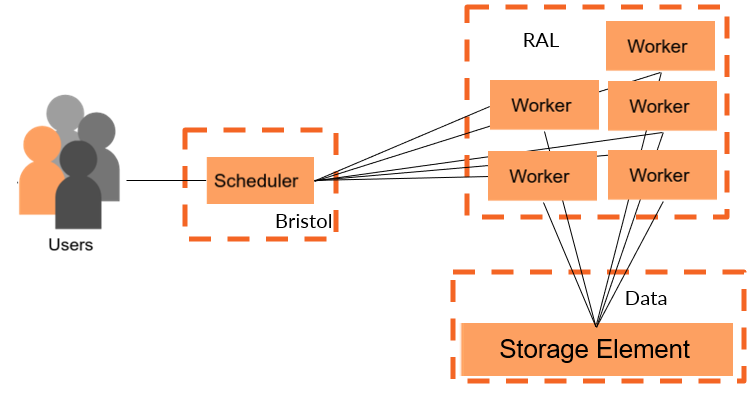 RAL
Worker
Worker
Worker
Worker
Worker
Scheduler
Bristol
Users
Data
Storage Element